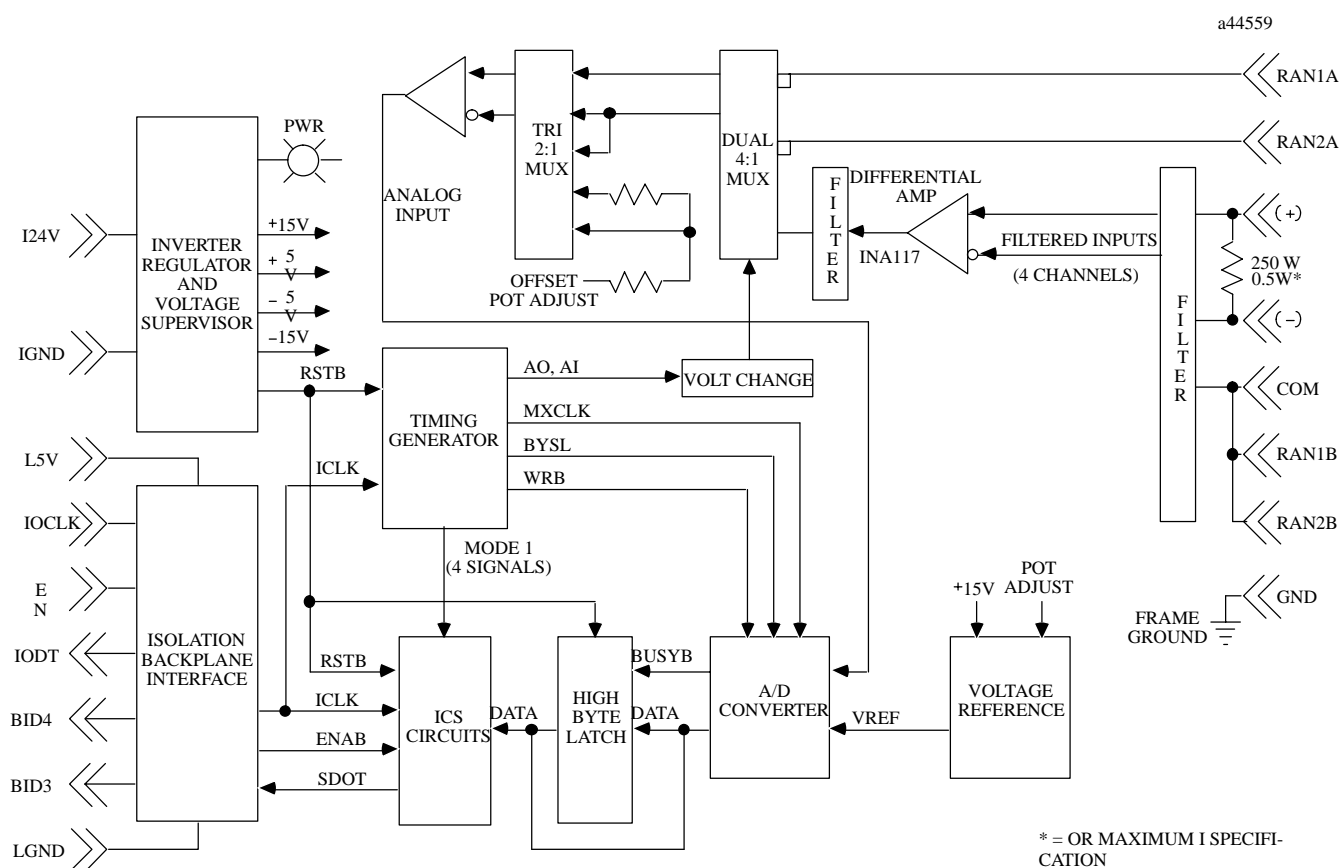 a44559
RAN1A
RAN2A
PWR
TRI
2:1
MUX
DUAL
4:1
MUX
FILTER
DIFFERENTIAL
AMP
INA117
FILTERED INPUTS
(4 CHANNELS)
(+)
250 W
0.5W*
(−)
FILTER
ANALOG
INPUT
I24V
INVERTER
REGULATOR
AND
VOLTAGE
SUPERVISOR
+15V
+ 5
V
− 5
V
−15V
OFFSET
POT ADJUST
IGND
RSTB
AO, AI
VOLT CHANGE
COM
TIMING
GENERATOR
MXCLK
BYSL
WRB
RAN1B
L5V
ICLK
IOCLK
RAN2B
MODE 1
(4 SIGNALS)
E
N
+15V
POT
ADJUST
GND
FRAME
GROUND
IODT
ISOLATION
BACKPLANE
INTERFACE
RSTB
BUSYB
ICLK
ICS
CIRCUITS
DATA
HIGH
BYTE
LATCH
DATA
A/D
CONVERTER
VREF
VOLTAGE
REFERENCE
BID4
ENAB
BID3
SDOT
LGND
* = OR MAXIMUM I SPECIFI-
CATION